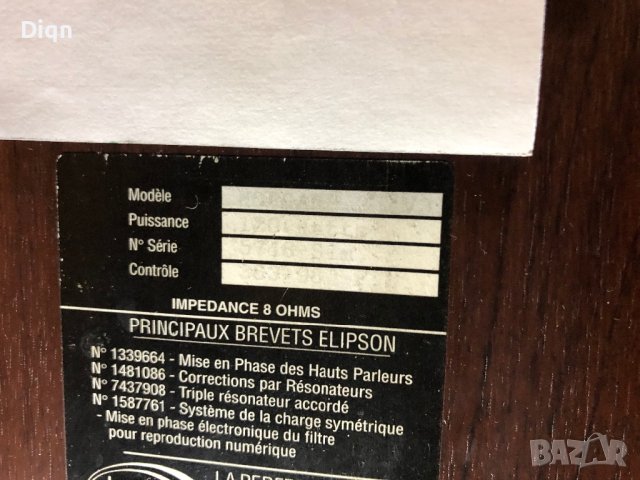 Diqn
Modèle
Puissance
N° Série
Contrôle
IMPEDANCE 8 OHMS
PRINCIPAUX BREVETS ELIPSON
N° 1339664 - Mise en Phase des Hauts Parleurs
N° 1481086 - Corrections par Résonateurs
N° 7437908 - Triple résonateur accordé
N° 1587761 - Système de la charge symétrique
- Mise en phase électronique du filtre
pour reproduction numérique
LA
BAZAR